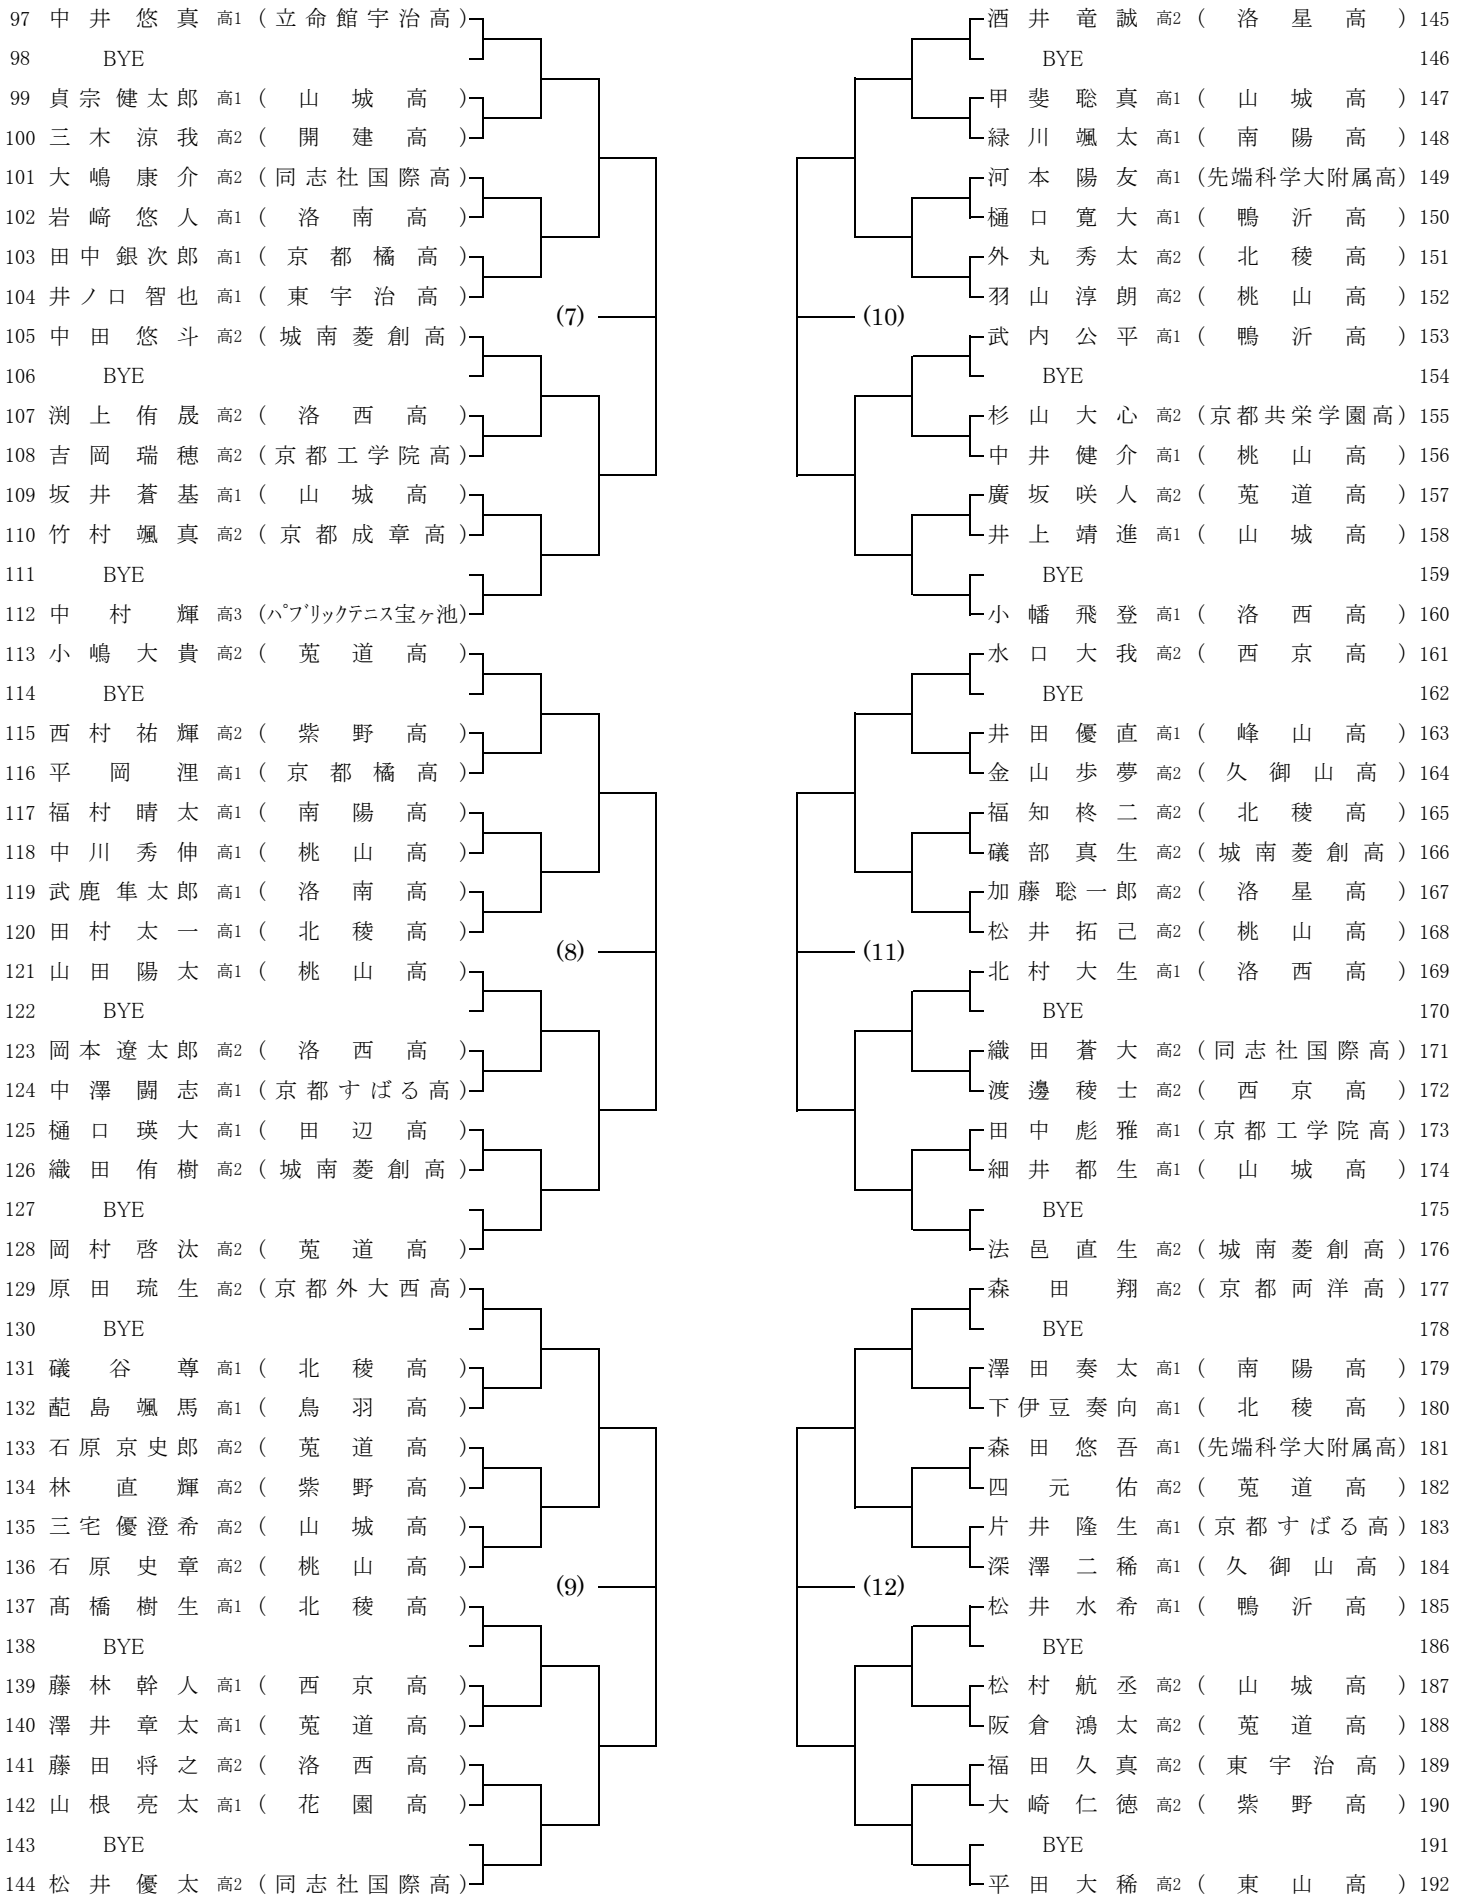 97 中井悠真 高1 (立命館宇治高)
98 BYE
99 貞宗健太郎 高1 (山城高)
100 三木涼我 高2 (開建高)
101 大嶋康介 高2 (同志社国際高)
102 岩﨑悠人 高1 (洛南高)
103 田中銀次郎 高1 (京都橘高)
104 井ノ口智也 高1 (東宇治高)
(7)
105 中田悠斗 高2 (城南菱創高)
106 BYE
107 渕上侑晟 高2 (洛西高)
108 吉岡瑞穂 高2 (京都工学院高)
109 坂井蒼基 高1 (山城高)
110 竹村颯真 高2 (京都成章高)
111 BYE
112 中村輝 高3 (パブリックテニス宝ヶ池)
113 小嶋大貴 高2 (莵道高)
114 BYE
115 西村祐輝 高2 (紫野高)
116 平岡浬 高1 (京都橘高)
117 福村晴太 高1 (南陽高)
118 中川秀伸 高1 (桃山高)
119 武鹿隼太郎 高1 (洛南高)
120 田村太一 高1 (北稜高)
(8)
121 山田陽太 高1 (桃山高)
122 BYE
123 岡本遼太郎 高2 (洛西高)
124 中澤闘志 高1 (京都すばる高)
125 樋口瑛大 高1 (田辺高)
126 織田侑樹 高2 (城南菱創高)
127 BYE
128 岡村啓汰 高2 (莵道高)
129 原田琉生 高2 (京都外大西高)
130 BYE
131 礒谷尊 高1 (北稜高)
132 蓜島颯馬 高1 (鳥羽高)
133 石原京史郎 高2 (莵道高)
134 林直輝 高2 (紫野高)
135 三宅優澄希 高2 (山城高)
136 石原史章 高2 (桃山高)
(9)
137 髙橋樹生 高1 (北稜高)
138 BYE
139 藤林幹人 高1 (西京高)
140 澤井章太 高1 (莵道高)
141 藤田将之 高2 (洛西高)
142 山根亮太 高1 (花園高)
143 BYE
144 松井優太 高2 (同志社国際高)
酒井竜誠 高2 (洛星高) 145
BYE 146
甲斐聡真 高1 (山城高) 147
緑川颯太 高1 (南陽高) 148
河本陽友 高1 (先端科学大附属高) 149
樋口寛大 高1 (鴨沂高) 150
外丸秀太 高2 (北稜高) 151
羽山淳朗 高2 (桃山高) 152
(10)
武内公平 高1 (鴨沂高) 153
BYE 154
杉山大心 高2 (京都共栄学園高) 155
中井健介 高1 (桃山高) 156
廣坂咲人 高2 (莵道高) 157
井上靖進 高1 (山城高) 158
BYE 159
小幡飛登 高1 (洛西高) 160
水口大我 高2 (西京高) 161
BYE 162
井田優直 高1 (峰山高) 163
金山歩夢 高2 (久御山高) 164
福知柊二 高2 (北稜高) 165
礒部真生 高2 (城南菱創高) 166
加藤聡一郎 高2 (洛星高) 167
松井拓己 高2 (桃山高) 168
(11)
北村大生 高1 (洛西高) 169
BYE 170
織田蒼大 高2 (同志社国際高) 171
渡邊稜士 高2 (西京高) 172
田中彪雅 高1 (京都工学院高) 173
細井都生 高1 (山城高) 174
BYE 175
法邑直生 高2 (城南菱創高) 176
森田翔 高2 (京都両洋高) 177
BYE 178
澤田奏太 高1 (南陽高) 179
下伊豆奏向 高1 (北稜高) 180
森田悠吾 高1 (先端科学大附属高) 181
四元佑 高2 (莵道高) 182
片井隆生 高1 (京都すばる高) 183
深澤二稀 高1 (久御山高) 184
(12)
松井水希 高1 (鴨沂高) 185
BYE 186
松村航丞 高2 (山城高) 187
阪倉鴻太 高2 (莵道高) 188
福田久真 高2 (東宇治高) 189
大崎仁徳 高2 (紫野高) 190
BYE 191
平田大稀 高2 (東山高) 192